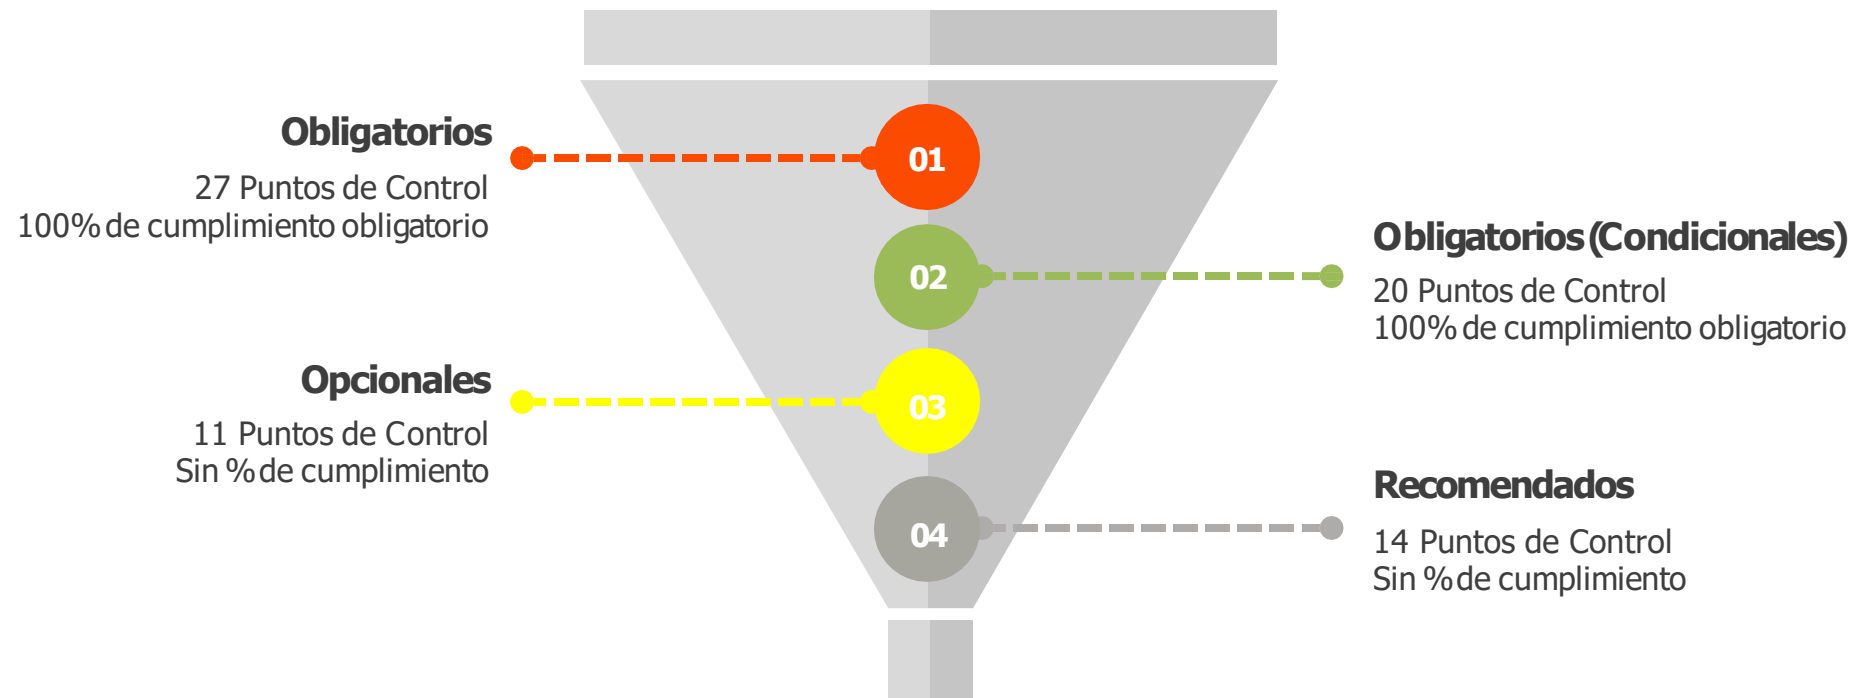 Obligatorios
27 Puntos de Control
100% de cumplimiento obligatorio
01
Obligatorios (Condicionales)
20 Puntos de Control
100% de cumplimiento obligatorio
02
Opcionales
11 Puntos de Control
Sin % de cumplimiento
03
Recomendados
14 Puntos de Control
Sin % de cumplimiento
04